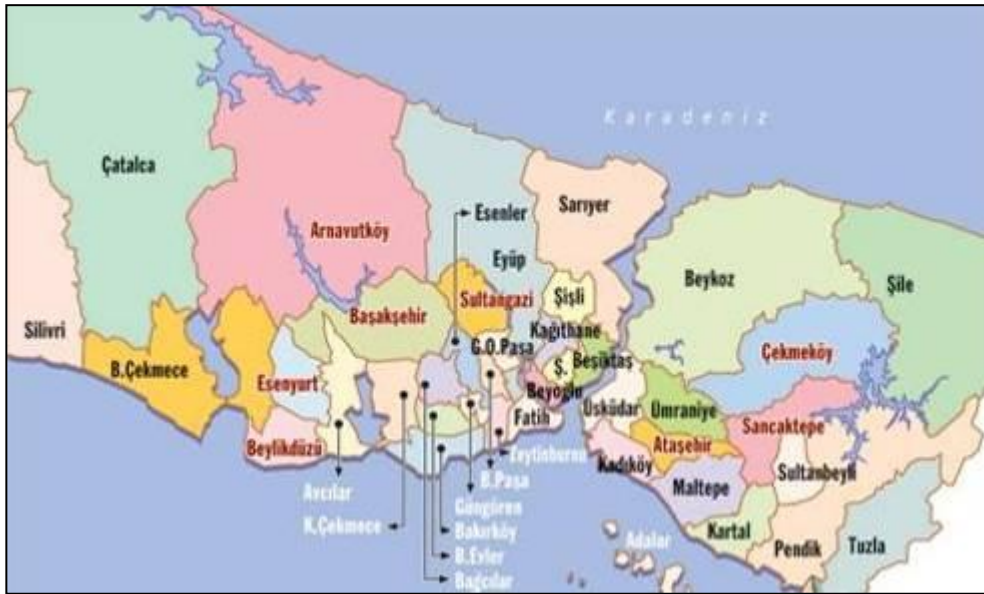 Karadeniz
Çatalca
Sarıyer
Esenler
Arnavutköy
Eyüp
Beykoz
Şile
Sultangazi
Şişli
Başakşehir
Silivri
Kağıthane
G.O.Paşa
Çekmeköy
B.Çekmece
Ş.
Beşiktaş
Esenyurt
Beyoğlu
Üsküdar
Ümraniye
Fatih
Sancaktepe
Beylikdüzü
Ataşehir
Zeytinburnu
Kadıköy
Sultanbeyli
B.Paşa
Maltepe
Avcılar
Güngören
K.Çekmece
Bakırköy
Kartal
Adalar
Pendik
Tuzla
B.Evler
Bağcılar